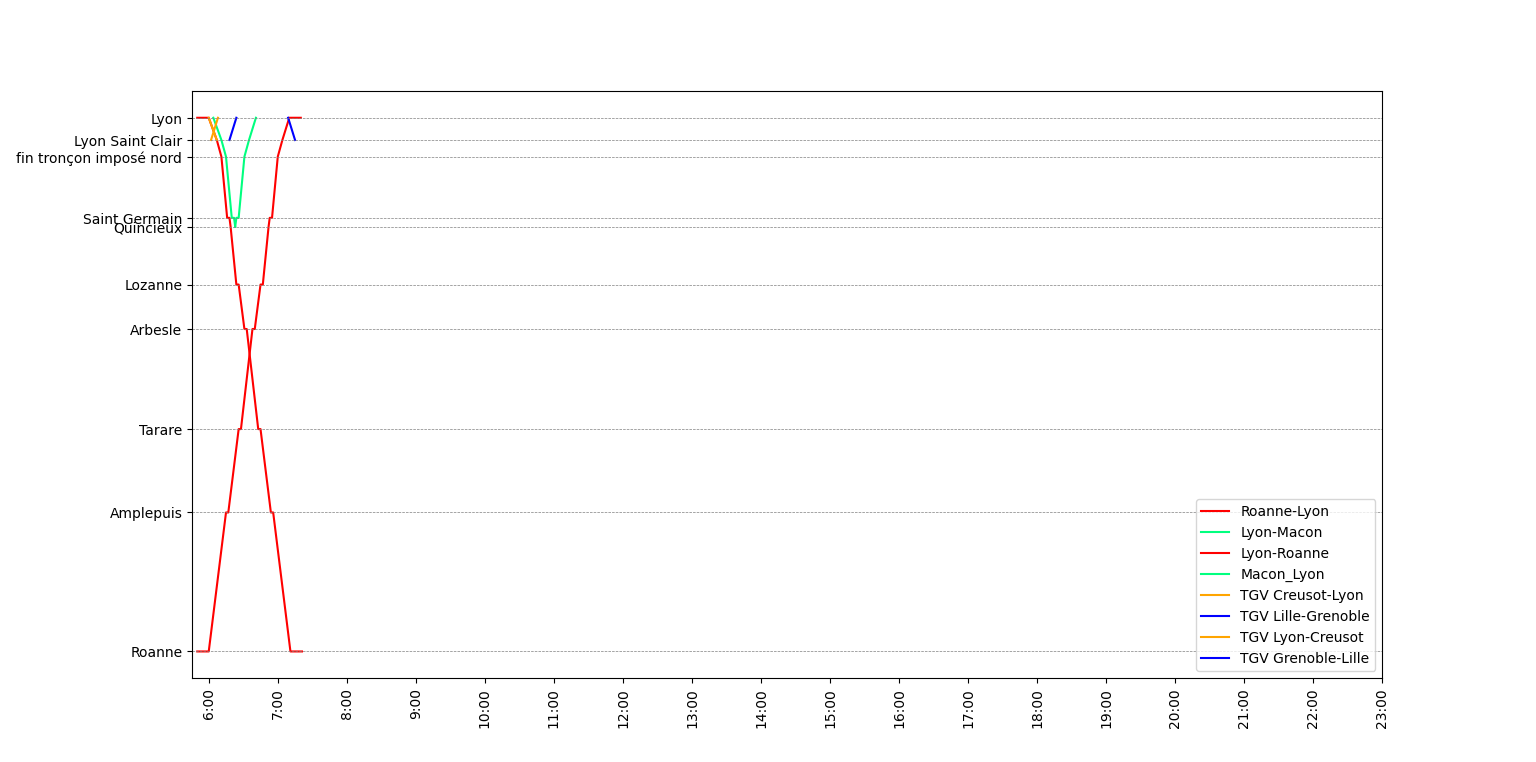 Lyon
Lyon Saint Clair
fin tronçon imposé nord
Saint Germain
Quincieux
Lozanne
Arbesle
Tarare
Amplepuis
Roanne
Roanne-Lyon
Lyon-Macon
Lyon-Roanne
Macon_Lyon
TGV Creusot-Lyon
TGV Lille-Grenoble
TGV Lyon-Creusot
TGV Grenoble-Lille
6:00
7:00
8:00
9:00
10:00
11:00
12:00
13:00
14:00
15:00
16:00
17:00
18:00
19:00
20:00
21:00
22:00
23:00